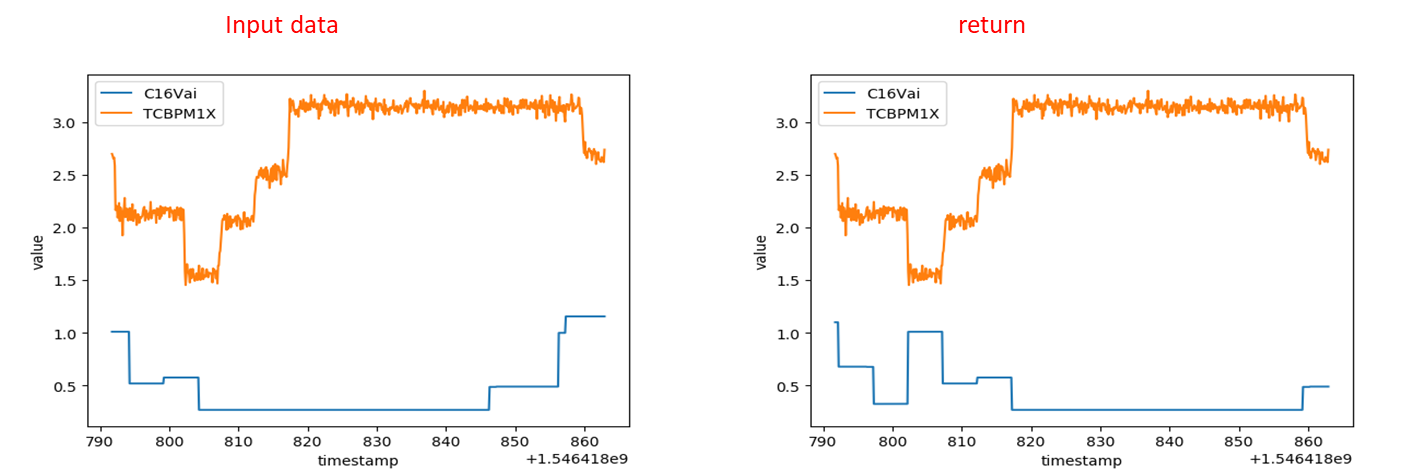 Input data
return
C16Vai
TCBPM1X
value
3.0
2.5
2.0
1.5
1.0
0.5
790 800 810 820 830 840 850 860
timestamp
+1.546418e9
C16Vai
TCBPM1X
value
3.0
2.5
2.0
1.5
1.0
0.5
790 800 810 820 830 840 850 860
timestamp
+1.546418e9